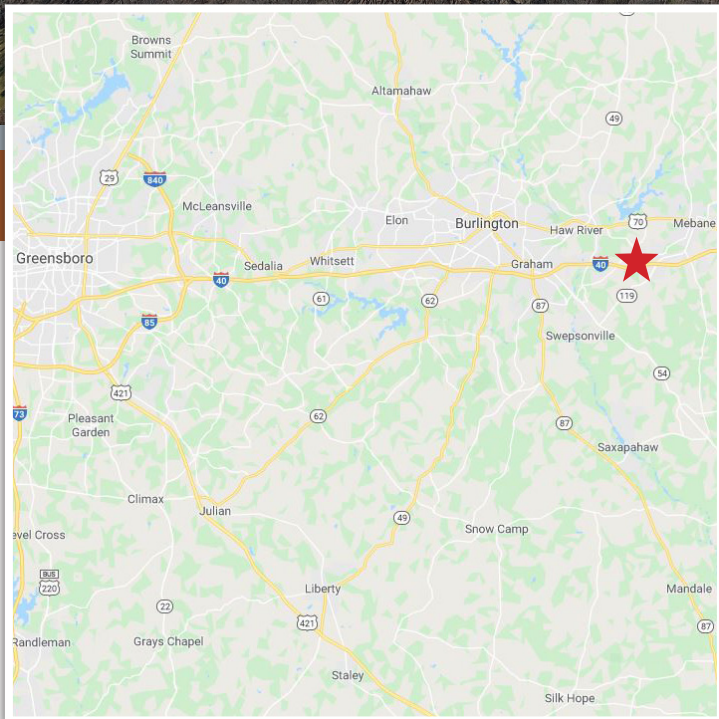 Browns
Summit
Altamahaw
49
29
840
McLeansville
Elon
Burlington
70
Haw River
Mebane
Greensboro
Sedalia
Whitsett
Graham
40
40
61
62
87
119
85
Swepsonville
54
421
73
62
87
Pleasant
Garden
Saxapahaw
Climax
Julian
49
Snow Camp
evel Cross
BUS
220
Liberty
Mandale
22
421
87
Randleman
Grays Chapel
Staley
Silk Hope